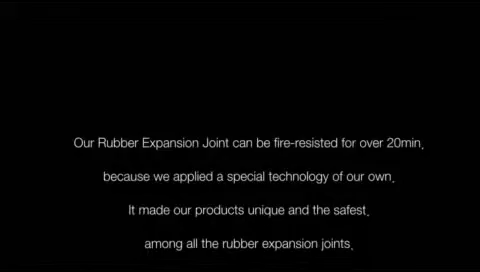 Our Rubber Expansion Joint can be fire-resisted for over 20min.
because we applied a special technology of our own.
It made our products unique and the safest.
among all the rubber expansion joints.